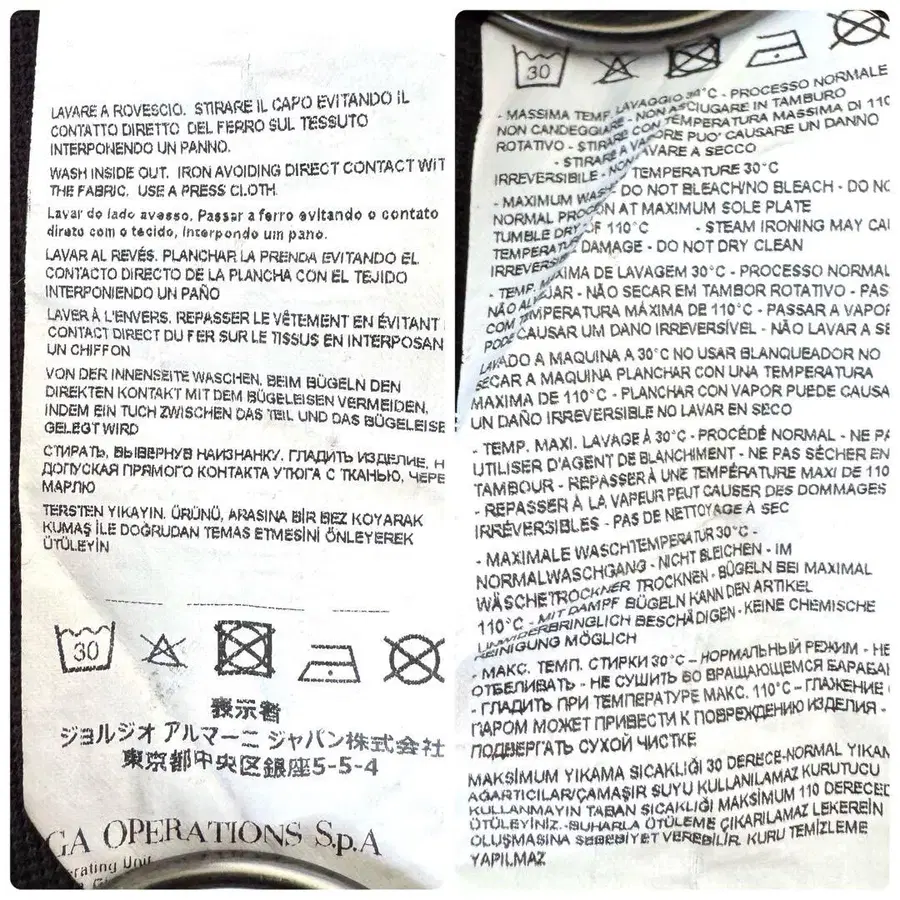 LAVARE A ROVESCIO. STIRARE IL CAPO EVITANDO IL
CONTATTO DIRETTO DEL FERRO SUL TESSUTO
INTERPONENDO UN PANNO.
WASH INSIDE OUT. IRON AVOIDING DIRECT CONTACT WIT
THE FABRIC. USE A PRESS CLOTH.
Lavar do lado avesso. Passar a ferro evitando o contato
direto com o tecido, interpondo um pano.
LAVAR AL REVÉS. PLANCHAR LA PRENDA EVITANDO EL
CONTACTO DIRECTO DE LA PLANCHA CON EL TEJIDO
INTERPONIENDO UN PAÑO
LAVER À L'ENVERS. REPASSER LE VÊTEMENT EN ÉVITANT
CONTACT DIRECT DU FER SUR LE TISSUS EN INTERPOSAN
UN CHIFFON
VON DER INNENSEITE WASCHEN. BEIM BÜGELN DEN
DIREKTEN KONTAKT MIT DEM BÜGELEISEN VERMEIDEN,
INDEM EIN TUCH ZWISCHEN DAS TEIL UND DAS BÜGELEISE
GELEGT WIRD
СТИРАТЬ, ВЫВЕРНУВ НАИЗНАНКУ. ГЛАДИТЬ ИЗДЕЛИЕ, Н
ДОПУСКАЯ ПРЯМОГО КОНТАКТА УТЮГА С ТКАНЬЮ, ЧЕРЕ
МАРЛЮ
TERSTEN YIKAYIN. ÜRÜNÜ, ARASINA BİR BEZ KOYARAK
KUMAŞ İLE DOĞRUDAN TEMAS ETMESİNİ ÖNLEYEREK
ÜTÜLEYİN
30
表示者
ジョルジオ アルマーニ ジャパン株式会社
東京都中央区銀座5-5-4
GA OPERATIONS S.p.A
rating Unit
30
- MASSIMA TEMP. LAVAGGIO 30°C - PROCESSO NORMALE
NON CANDEGGIARE - NON ASCIUGARE IN TAMBURO
ROTATIVO - STIRARE CON TEMPERATURA MASSIMA DI 110
- STIRARE A VAPORE PUO' CAUSARE UN DANNO
IRREVERSIBILE - NON LAVARE A SECCO
- MAXIMUM WASH TEMPERATURE 30°C
NORMAL PROC DO NOT BLEACH/NO BLEACH - DO NO
TUMBLE DRY ON AT MAXIMUM SOLE PLATE
TEMPERATU OF 110°C - STEAM IRONING MAY CA
IRREVERSI DAMAGE - DO NOT DRY CLEAN
- TEMP. MÁXIMA DE LAVAGEM 30°C - PROCESSO NORMAL
NÃO ALVEJAR - NÃO SECAR EM TAMBOR ROTATIVO - PAS
COM TEMPERATURA MÁXIMA DE 110°C - PASSAR A VAPOR
PODE CAUSAR UM DANO IRREVERSÍVEL - NÃO LAVAR A SE
LAVADO A MAQUINA A 30°C NO USAR BLANQUEADOR NO
SECAR A MAQUINA PLANCHAR CON UNA TEMPERATURA
MAXIMA DE 110°C - PLANCHAR CON VAPOR PUEDE CAUSA
UN DAÑO IRREVERSIBLE NO LAVAR EN SECO
- TEMP. MAXI. LAVAGE À 30°C - PROCÉDÉ NORMAL - NE PA
UTILISER D'AGENT DE BLANCHIMENT - NE PAS SÉCHER EN
TAMBOUR - REPASSER À UNE TEMPÉRATURE MAXI DE 110
- REPASSER À LA VAPEUR PEUT CAUSER DES DOMMAGES
IRRÉVERSIBLES - PAS DE NETTOYAGE À SEC
- MAXIMALE WASCHTEMPERATUR 30°C -
NORMALWASCHGANG - NICHT BLEICHEN - IM
WÄSCHETROCKNER TROCKNEN - BÜGELN BEI MAXIMAL
110°C - MIT DAMPF BÜGELN KANN DEN ARTIKEL
UNWIDERBRINGLICH BESCHÄDIGEN - KEINE CHEMISCHE
REINIGUNG MÖGLICH
- МАКС. ТЕМП. СТИРКИ 30°C – НОРМАЛЬНЫЙ РЕЖИМ - НЕ
ОТБЕЛИВАТЬ - НЕ СУШИТЬ ВО ВРАЩАЮЩЕМСЯ БАРАБАН
- ГЛАДИТЬ ПРИ ТЕМПЕРАТУРЕ МАКС. 110°C – ГЛАЖЕНИЕ
ПАРОМ МОЖЕТ ПРИВЕСТИ К ПОВРЕЖДЕНИЮ ИЗДЕЛИЯ -
ПОДВЕРГАТЬ СУХОЙ ЧИСТКЕ
MAKSİMUM YIKAMA SICAKLIĞI 30 DERECE-NORMAL YIKAN
AĞARTICILAR/ÇAMAŞIR SUYU KULLANILAMAZ KURUTUCU
KULLANMAYIN TABAN SICAKLIĞI MAKSİMUM 110 DERECED
ÜTÜLEYİNİZ.-BUHARLA ÜTÜLEME ÇIKARILAMAZ LEKEREİN
OLUŞMASINA SEBEBİYET VEREBİLİR. KURU TEMİZLEME
YAPILMAZ